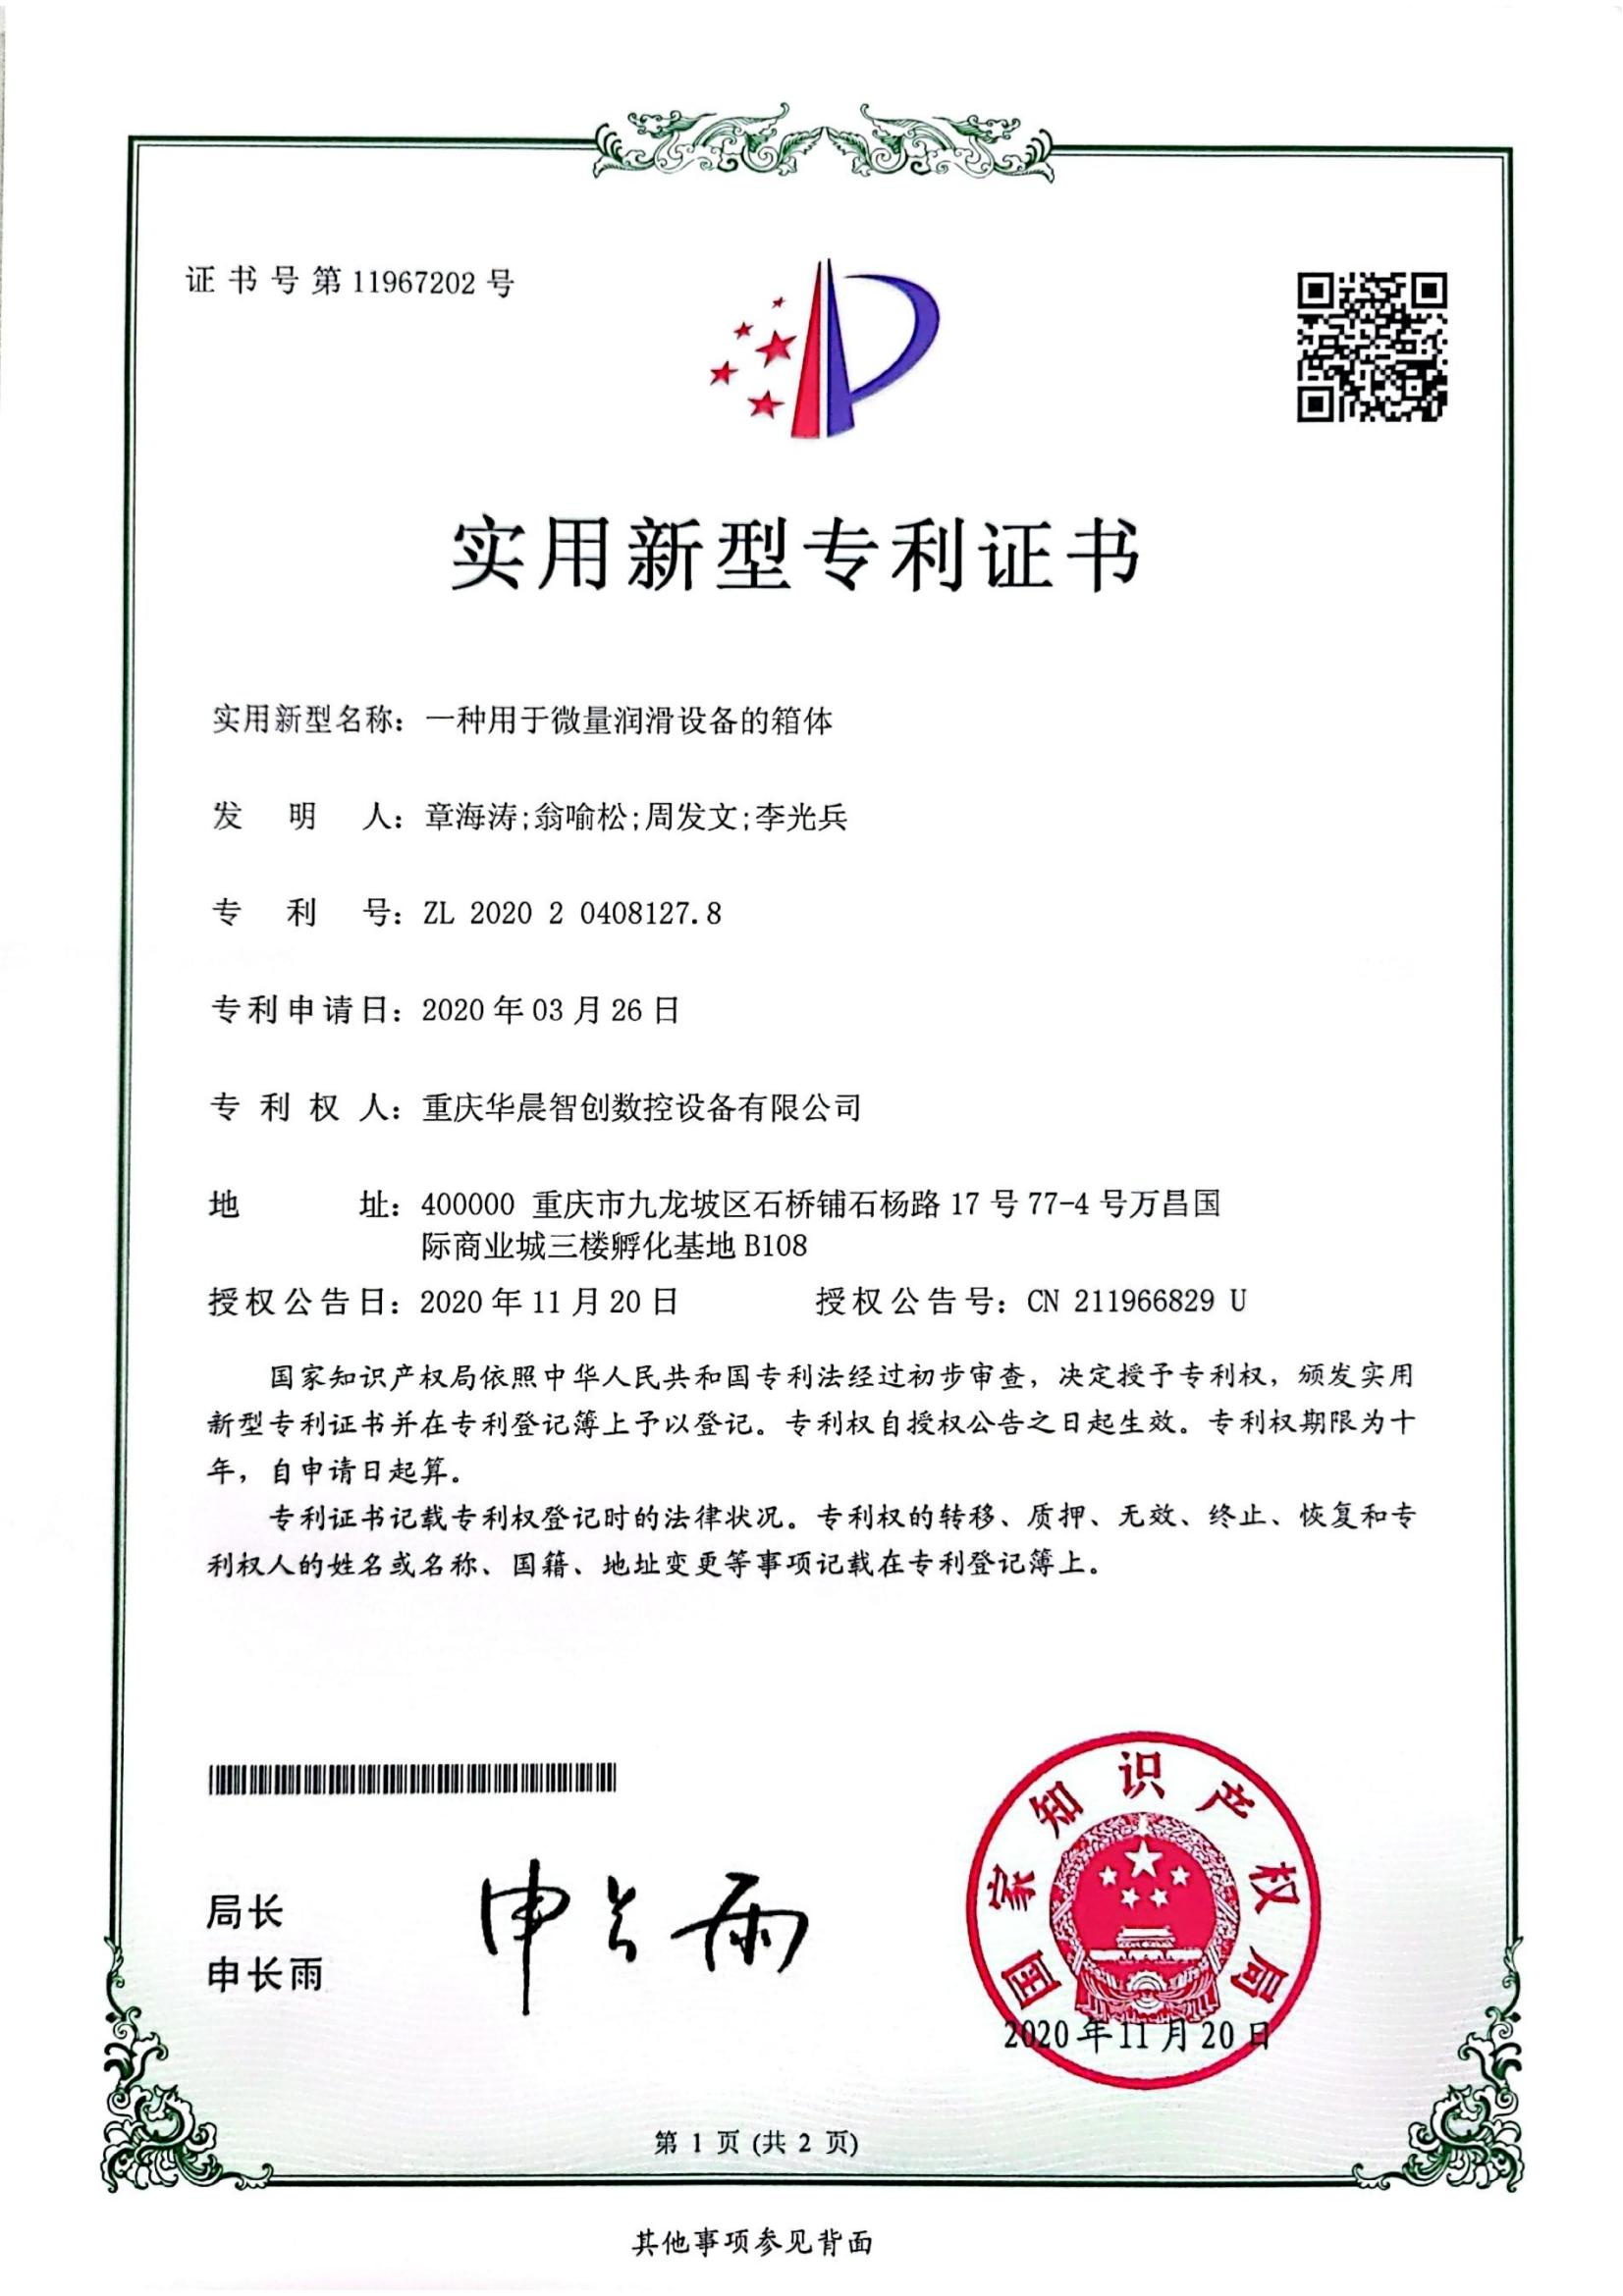 证书号第11967202号
实用新型专利证书
实用新型名称：一种用于微量润滑设备的箱体
发明人：章海涛;翁喻松;周发文;李光兵
专利号：ZL 2020 2 0408127.8
专利申请日：2020年03月26日
专利权人：重庆华晨智创数控设备有限公司
地址：400000 重庆市九龙坡区石桥铺石杨路17号77-4号万昌国
际商业城三楼孵化基地B108
授权公告日：2020年11月20日 授权公告号：CN 211966829 U
国家知识产权局依照中华人民共和国专利法经过初步审查，决定授予专利权，颁发实用
新型专利证书并在专利登记簿上予以登记。专利权自授权公告之日起生效。专利权期限为十
年，自申请日起算。
专利证书记载专利权登记时的法律状况。专利权的转移、质押、无效、终止、恢复和专
利权人的姓名或名称、国籍、地址变更等事项记载在专利登记簿上。
局长
申长雨
申长雨
国家知识产权局
2020年11月20日
第 1 页 (共 2 页)
其他事项参见背面